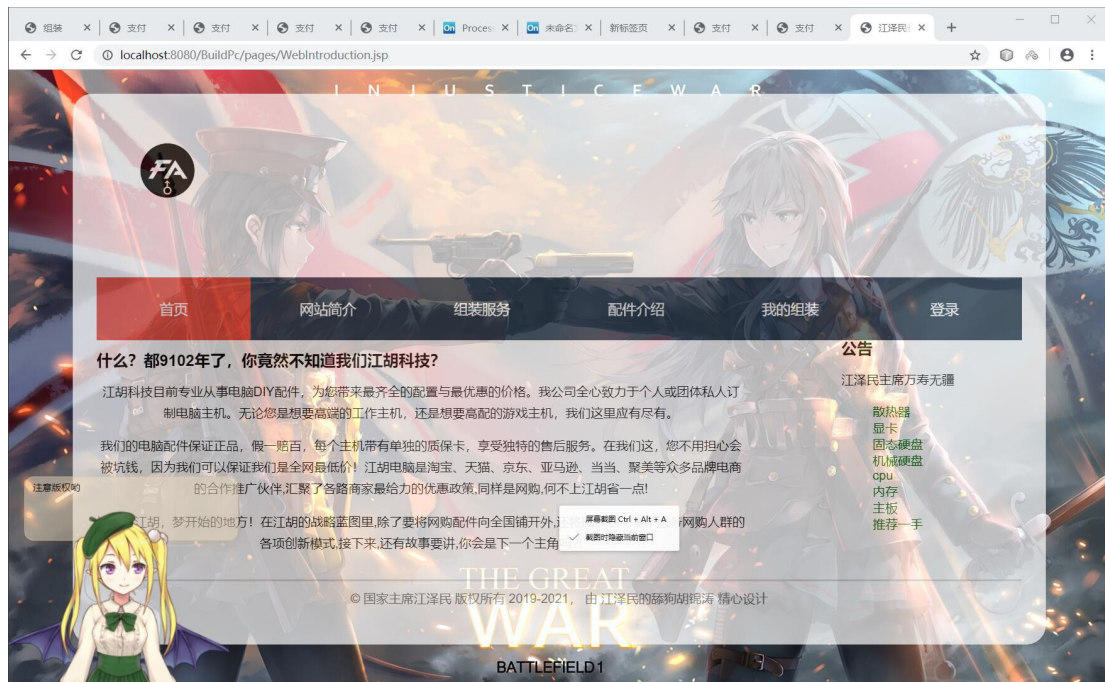 组装
支付
支付
支付
支付
On Proces
On 未命名
新标签页
支付
支付
江泽民
localhost:8080/BuildPc/pages/WebIntroduction.jsp
INJUSTICEWAR
FA
首页 网站简介 组装服务 配件介绍 我的组装 登录
什么？都9102年了，你竟然不知道我们江胡科技？
江胡科技目前专业从事电脑DIY配件，为您带来最齐全的配置与最优惠的价格。我公司全心致力于个人或团体私人订
制电脑主机。无论您是想要高端的工作主机，还是想要高配的游戏主机，我们这里应有尽有。
我们的电脑配件保证正品，假一赔百，每个主机带有单独的质保卡，享受独特的售后服务。在我们这，您不用担心会
被坑钱，因为我们可以保证我们是全网最低价！江胡电脑是淘宝、天猫、京东、亚马逊、当当、聚美等众多品牌电商
的合作推广伙伴,汇聚了各路商家最给力的优惠政策,同样是网购,何不上江胡省一点!
江胡，梦开始的地方！在江胡的战略蓝图里,除了要将网购配件向全国铺开外,还 网购人群的
各项创新模式,接下来,还有故事要讲,你会是下一个主角
公告
江泽民主席万寿无疆
散热器
显卡
固态硬盘
机械硬盘
cpu
内存
主板
推荐一手
注意版权哟
屏幕截图 Ctrl + Alt + A
截图时隐藏当前窗口
THE GREAT
© 国家主席江泽民 版权所有 2019-2021， 由 江泽民的舔狗胡锦涛 精心设计
WAR
BATTLEFIELD1